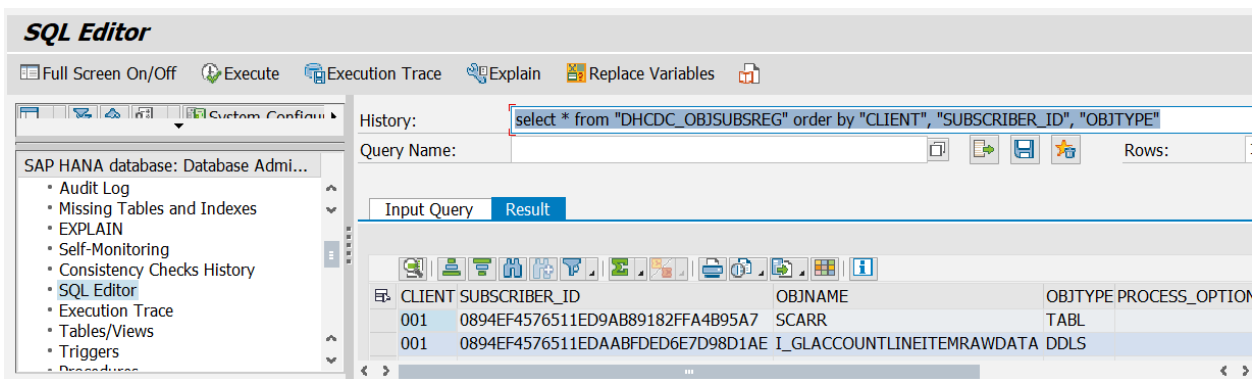 SQL Editor
Full Screen On/Off Execute Execution Trace Explain Replace Variables
History: select * from "DHCDC_OBJSUBSREG" order by "CLIENT", "SUBSCRIBER_ID", "OBJTYPE"
Query Name: Rows:
SAP HANA database: Database Admi...
• Audit Log
• Missing Tables and Indexes
• EXPLAIN
• Self-Monitoring
• Consistency Checks History
• SQL Editor
• Execution Trace
• Tables/Views
• Triggers
Input Query Result
CLIENT SUBSCRIBER_ID OBJNAME OBJTYPE PROCESS_OPTION
001 0894EF4576511ED9AB89182FFA4B95A7 SCARR TABL
001 0894EF4576511EDAABFDED6E7D98D1AE I_GLACCOUNTLINEITEMRAWDATA DDLS